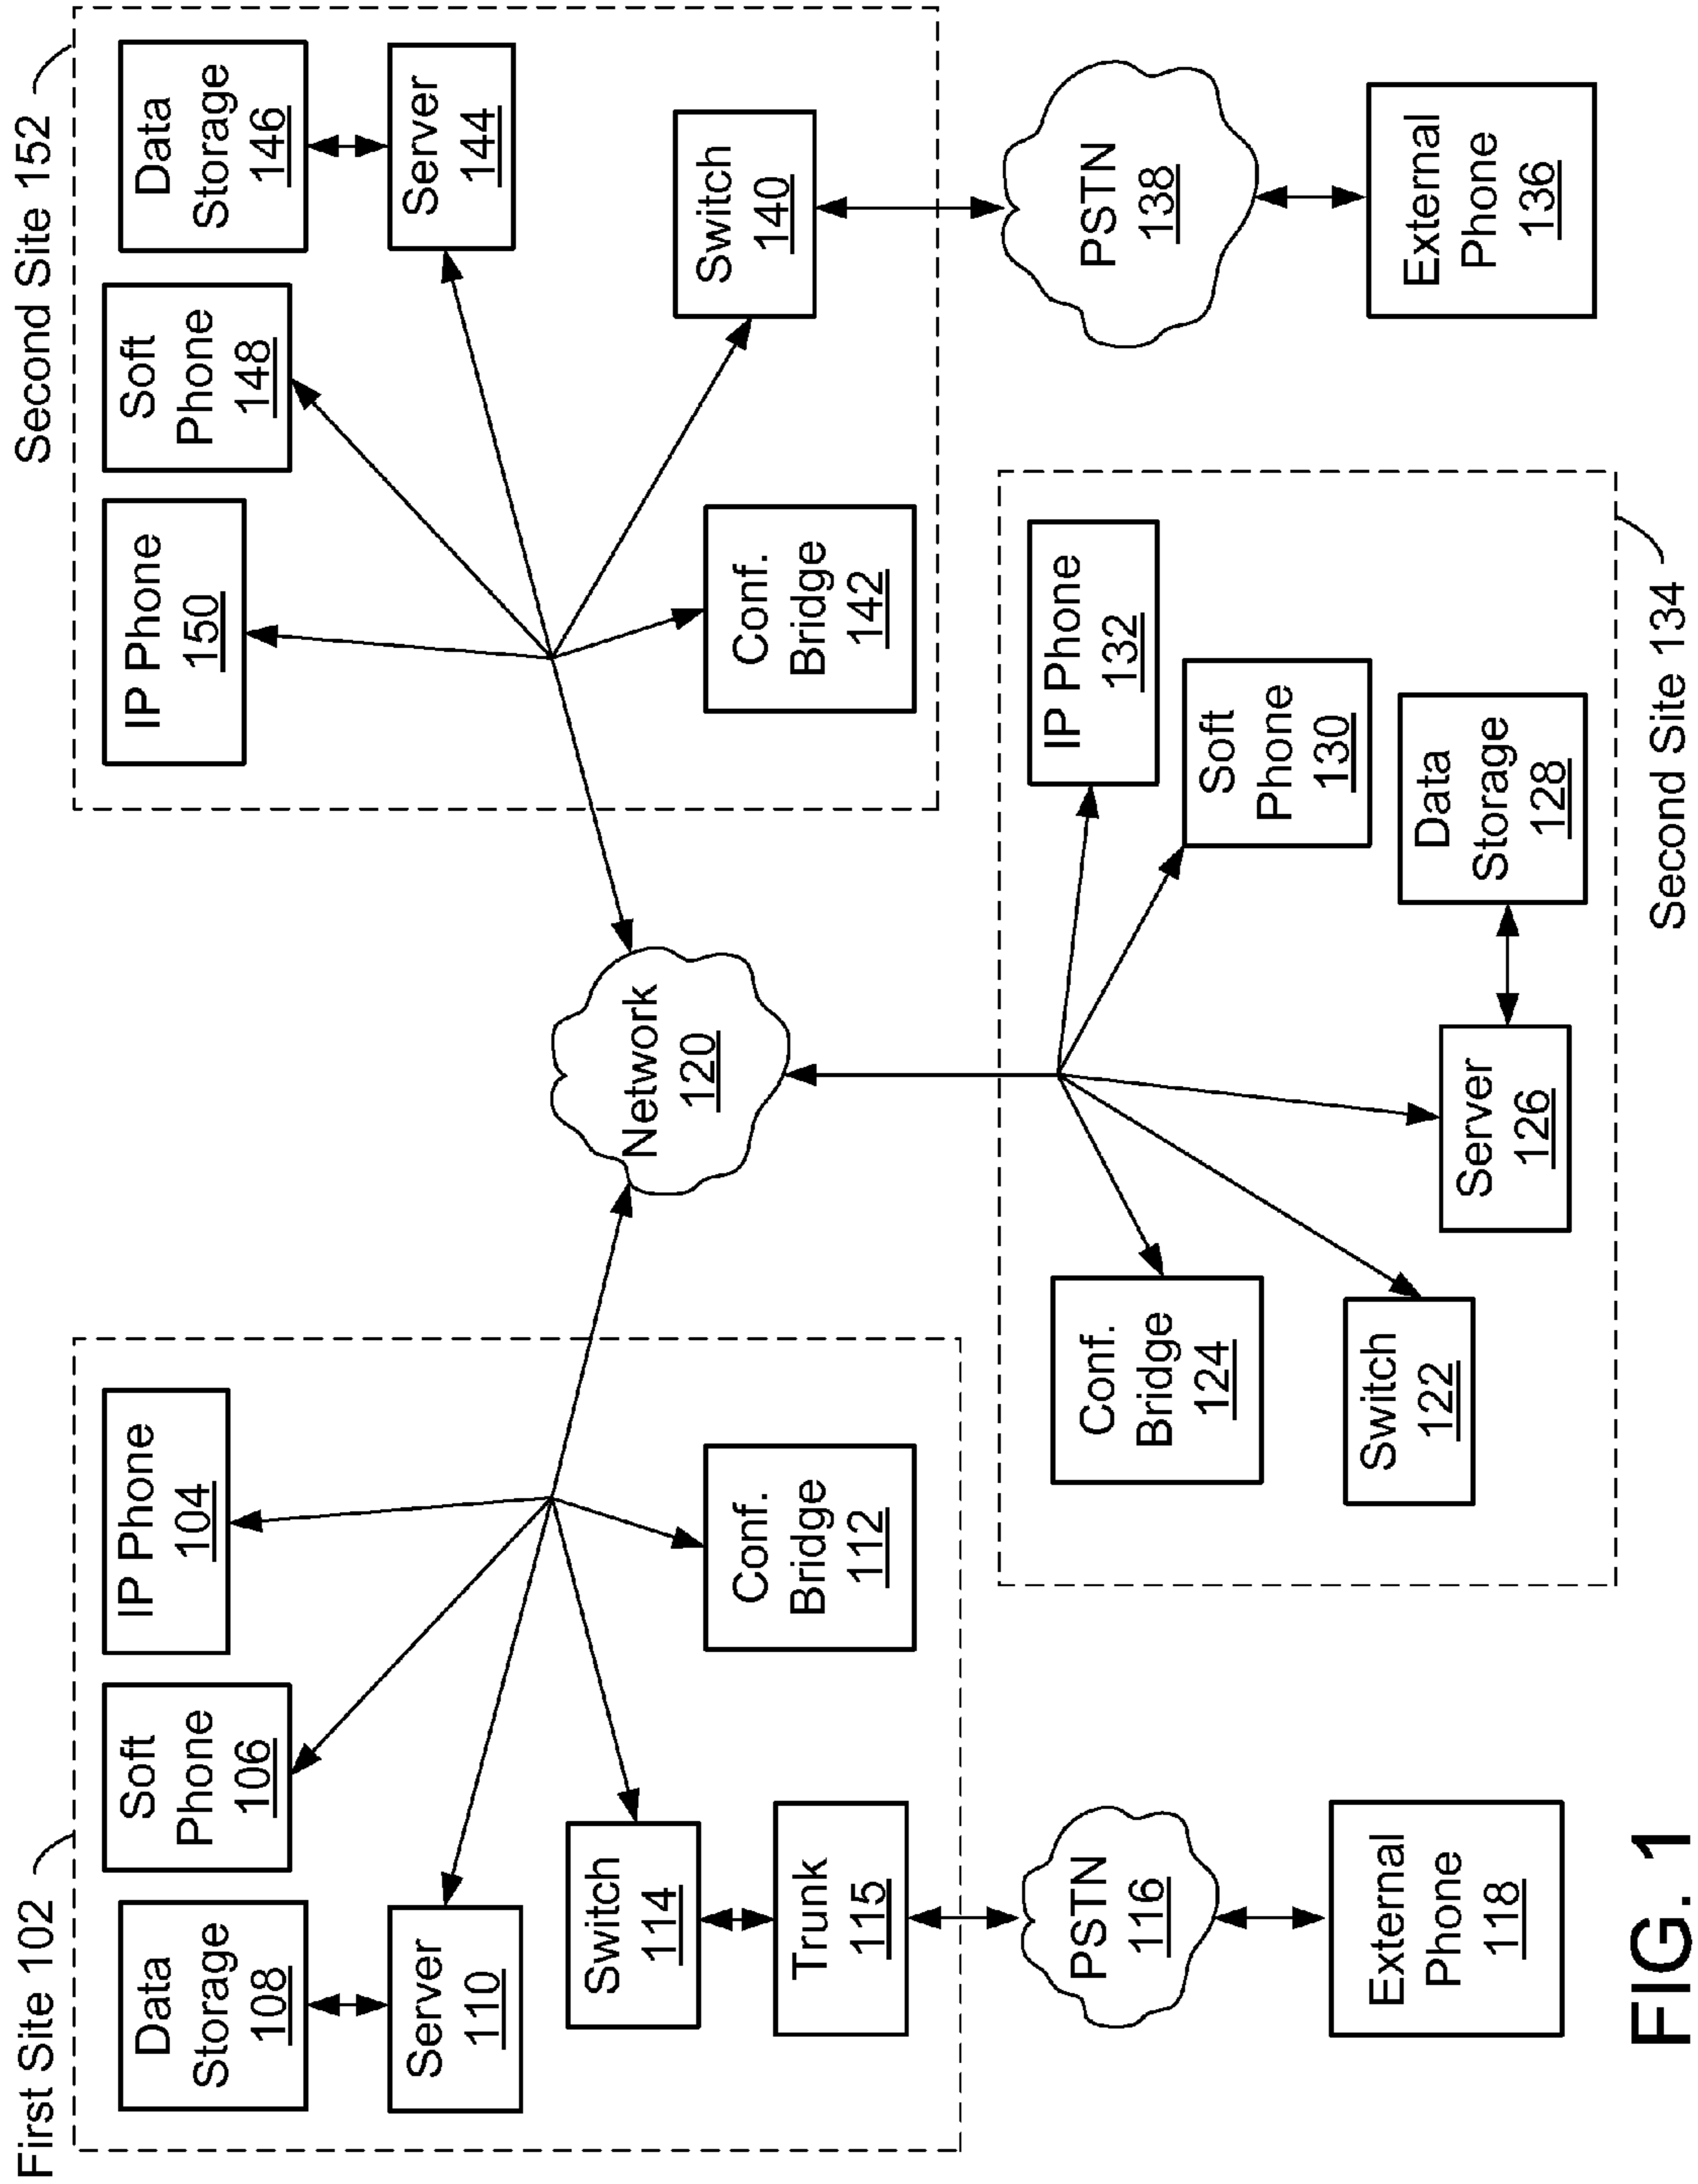 First Site 102
Second Site 152
Data
Storage
108
Soft
Phone
106
IP Phone
104
IP Phone
150
Soft
Phone
148
Data
Storage
146
Server
110
Server
144
Switch
114
Network
120
Switch
140
Trunk
115
Conf.
Bridge
112
Conf.
Bridge
142
PSTN
116
PSTN
138
External
Phone
118
External
Phone
136
Conf.
Bridge
124
IP Phone
132
Soft
Phone
130
Switch
122
Server
126
Data
Storage
128
Second Site 134
FIG. 1